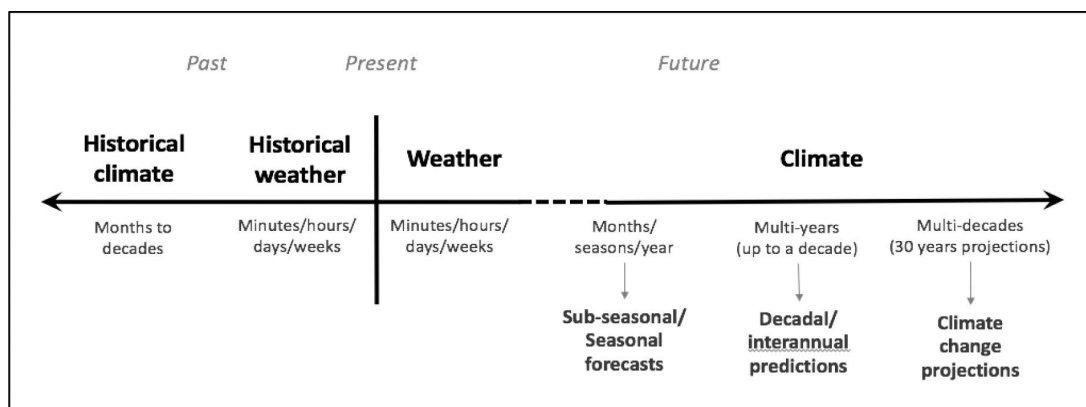 Past
Present
Future
Historical
climate
Historical
weather
Weather
Climate
Months to
decades
Minutes/hours/
days/weeks
Minutes/hours/
days/weeks
Months/
seasons/year
Multi-years
(up to a decade)
Multi-decades
(30 years projections)
Sub-seasonal/
Seasonal
forecasts
Decadal/
interannual
predictions
Climate
change
projections